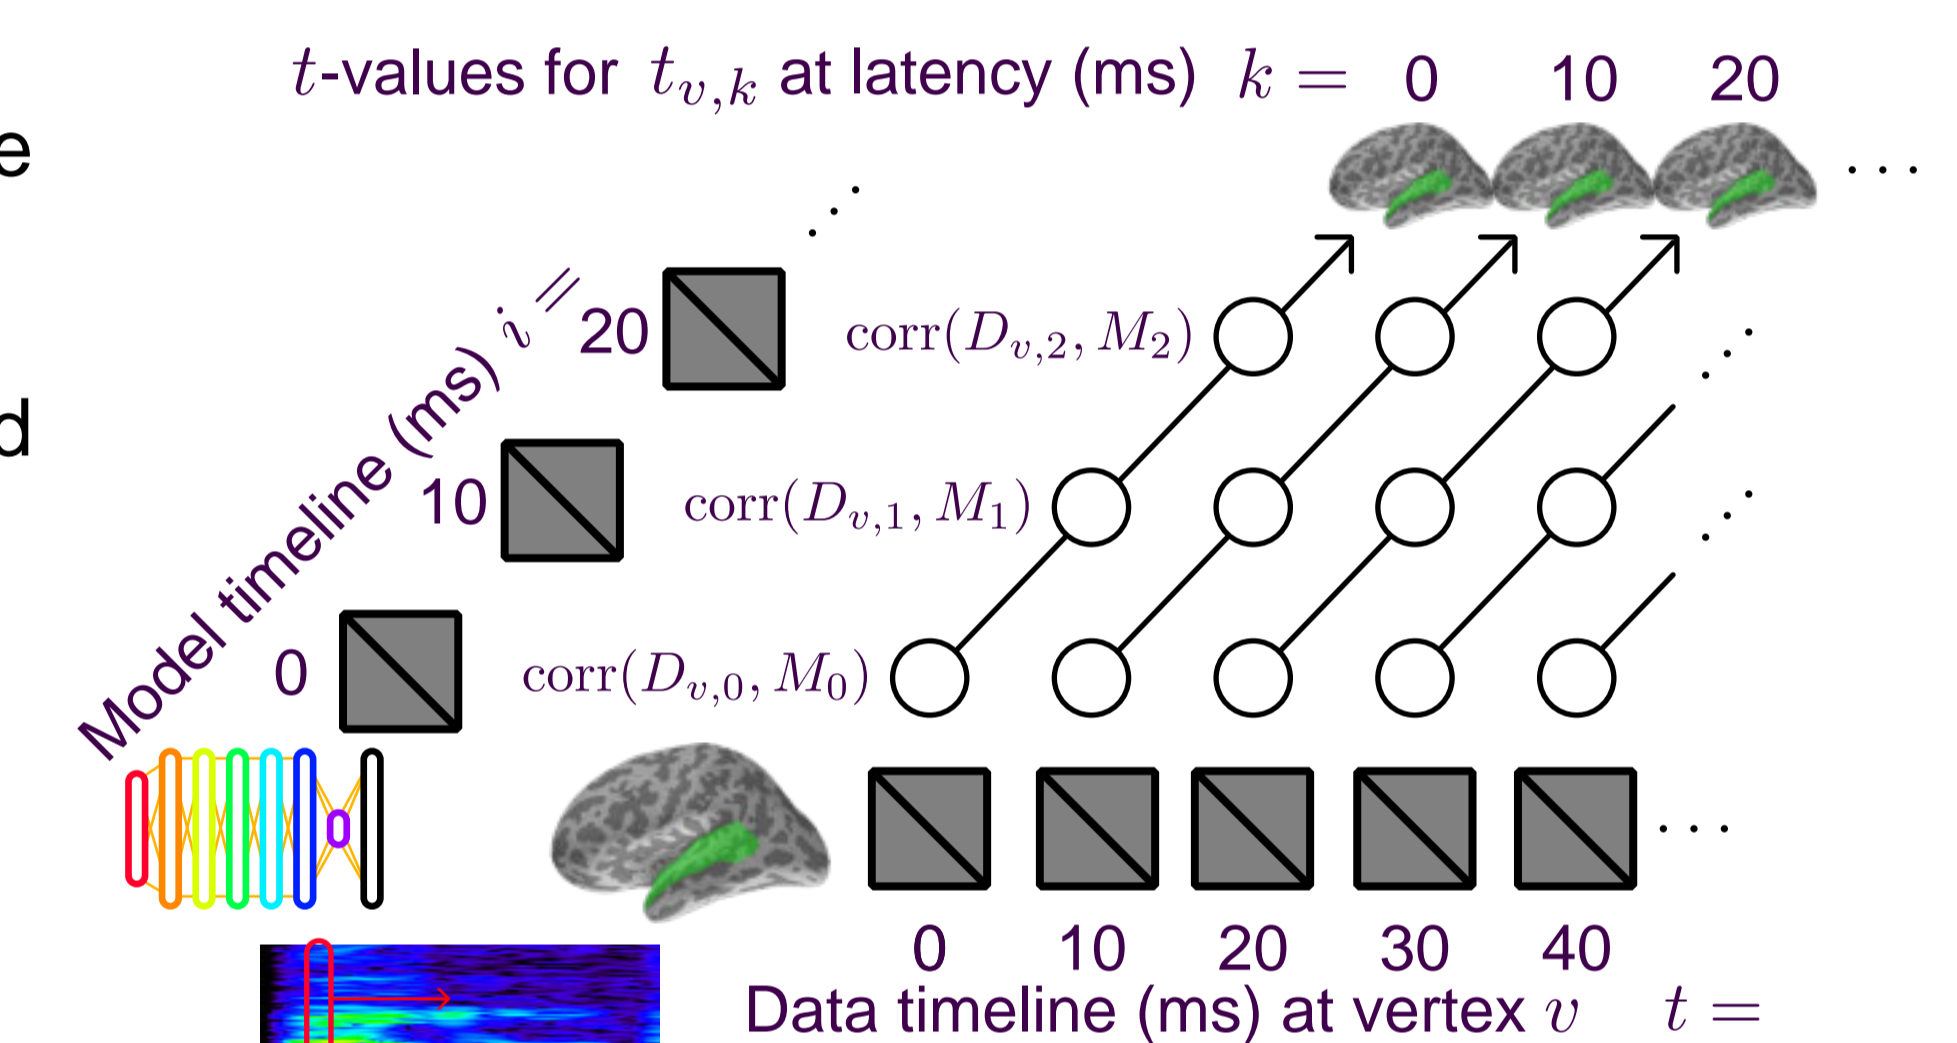 t-values for t_{v,k} at latency (ms) k = 0 10 20
e
20 corr(D_{v,2}, M_2)
d
10 corr(D_{v,1}, M_1)
Model timeline (ms) i =
0 corr(D_{v,0}, M_0)
0 10 20 30 40
Data timeline (ms) at vertex v t =